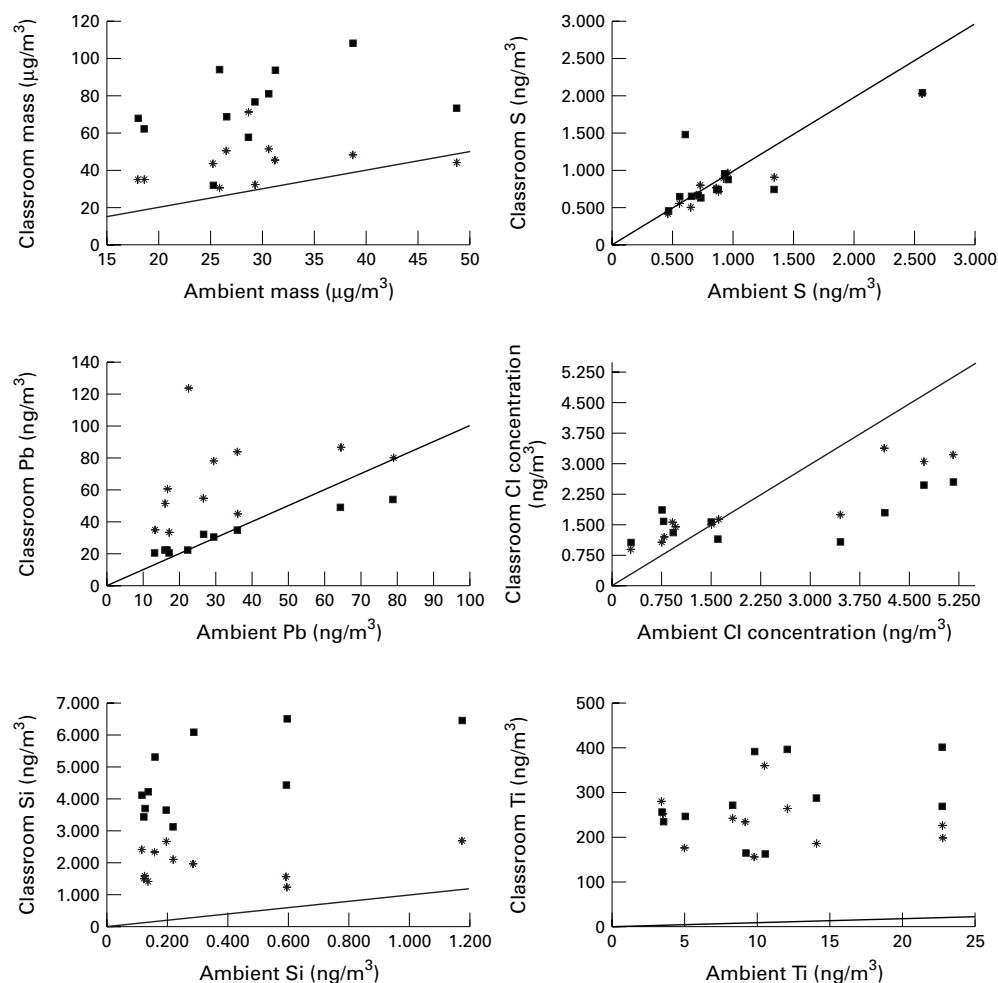 Classroom mass (µg/m³)
120
100
80
60
40
20
0
15 20 25 30 35 40 45 50
Ambient mass (µg/m³)
Classroom S (ng/m³)
3.000
2.500
2.000
1.500
1.000
0.500
0
0 0.500 1.000 1.500 2.000 2.500 3.000
Ambient S (ng/m³)
Classroom Pb (ng/m³)
140
120
100
80
60
40
20
0
0 10 20 30 40 50 60 70 80 90 100
Ambient Pb (ng/m³)
Classroom Cl concentration
(ng/m³)
5.250
4.500
3.750
3.000
2.250
1.500
0.750
0
0 0.750 1.500 2.250 3.000 3.750 4.500 5.250
Ambient Cl concentration (ng/m³)
Classroom Si (ng/m³)
7.000
6.000
5.000
4.000
3.000
2.000
1.000
0
0 0.200 0.400 0.600 0.800 1.000 1.200
Ambient Si (ng/m³)
Classroom Ti (ng/m³)
500
400
300
200
100
0
0 5 10 15 20 25
Ambient Ti (ng/m³)